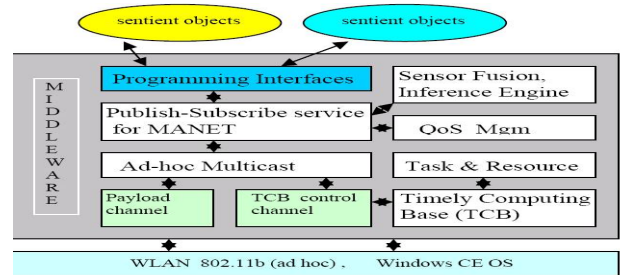 sentient objects
sentient objects
MIDDLEWARE
Programming Interfaces
Sensor Fusion,
Inference Engine
Publish-Subscribe service
for MANET
QoS Mgm
Ad-hoc Multicast
Task & Resource
Payload
channel
TCB control
channel
Timely Computing
Base (TCB)
WLAN 802.11b (ad hoc) , Windows CE OS